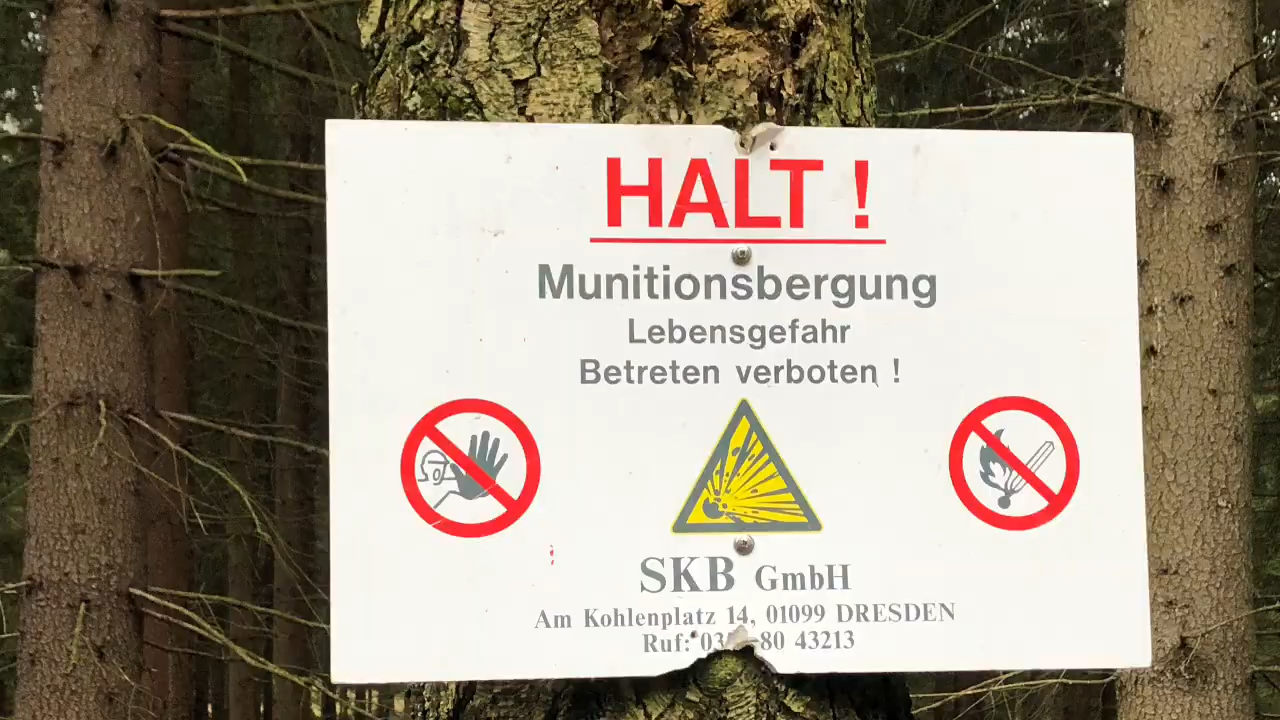 HALT !
Munitionsbergung
Lebensgefahr
Betreten verboten !
SKB GmbH
Am Kohlenplatz 14, 01099 DRESDEN
Ruf: 80 43213